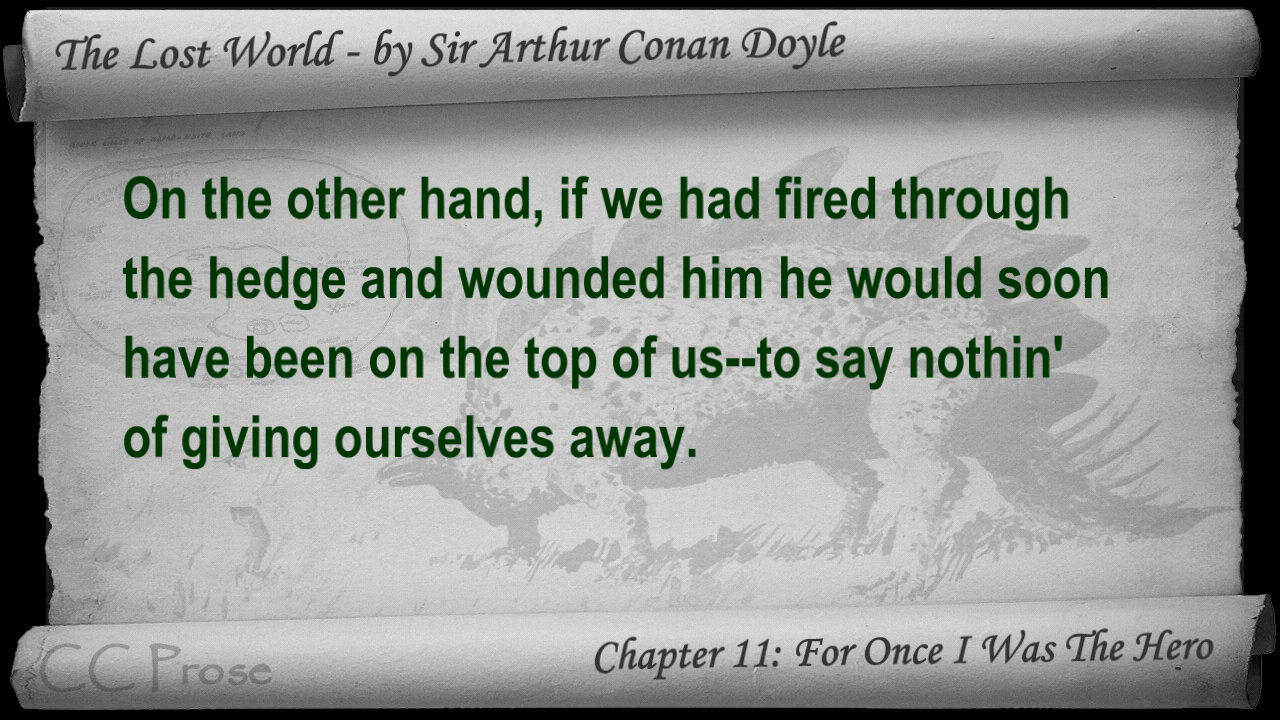 The Lost World - by Sir Arthur Conan Doyle
On the other hand, if we had fired through
the hedge and wounded him he would soon
have been on the top of us--to say nothin'
of giving ourselves away.
Chapter 11: For Once I Was The Hero
CC Prose